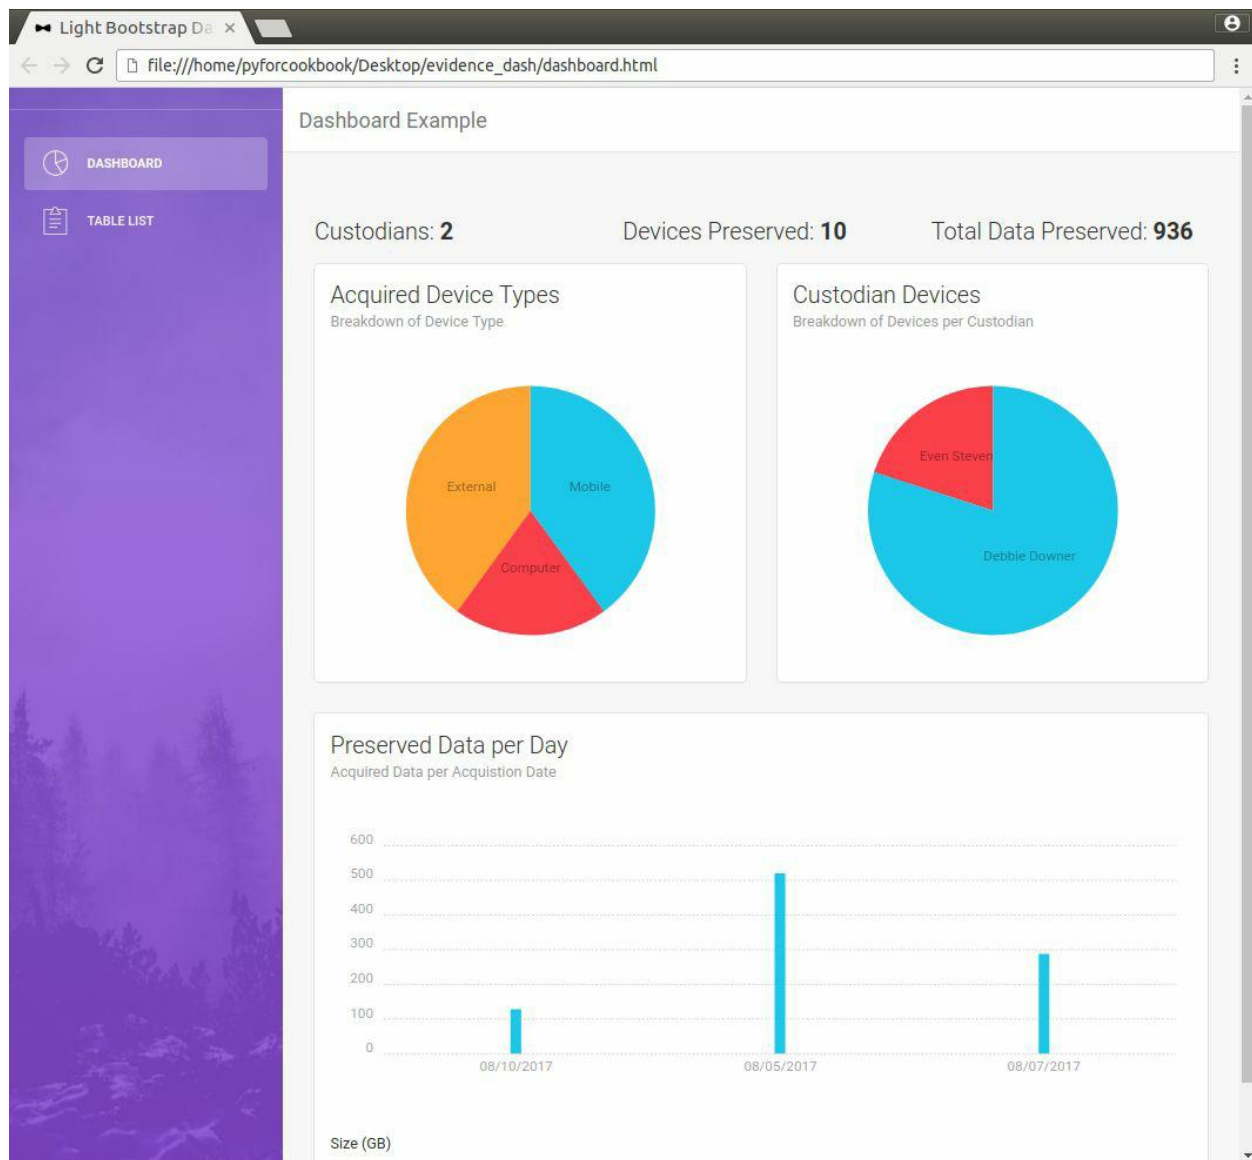 Light Bootstrap Da
file:///home/pyforcookbook/Desktop/evidence_dash/dashboard.html
Dashboard Example
DASHBOARD
TABLE LIST
Custodians: 2
Devices Preserved: 10
Total Data Preserved: 936
Acquired Device Types
Breakdown of Device Type
External
Mobile
Computer
Custodian Devices
Breakdown of Devices per Custodian
Even Steven
Debbie Downer
Preserved Data per Day
Acquired Data per Acquistion Date
600
500
400
300
200
100
0
08/10/2017
08/05/2017
08/07/2017
Size (GB)